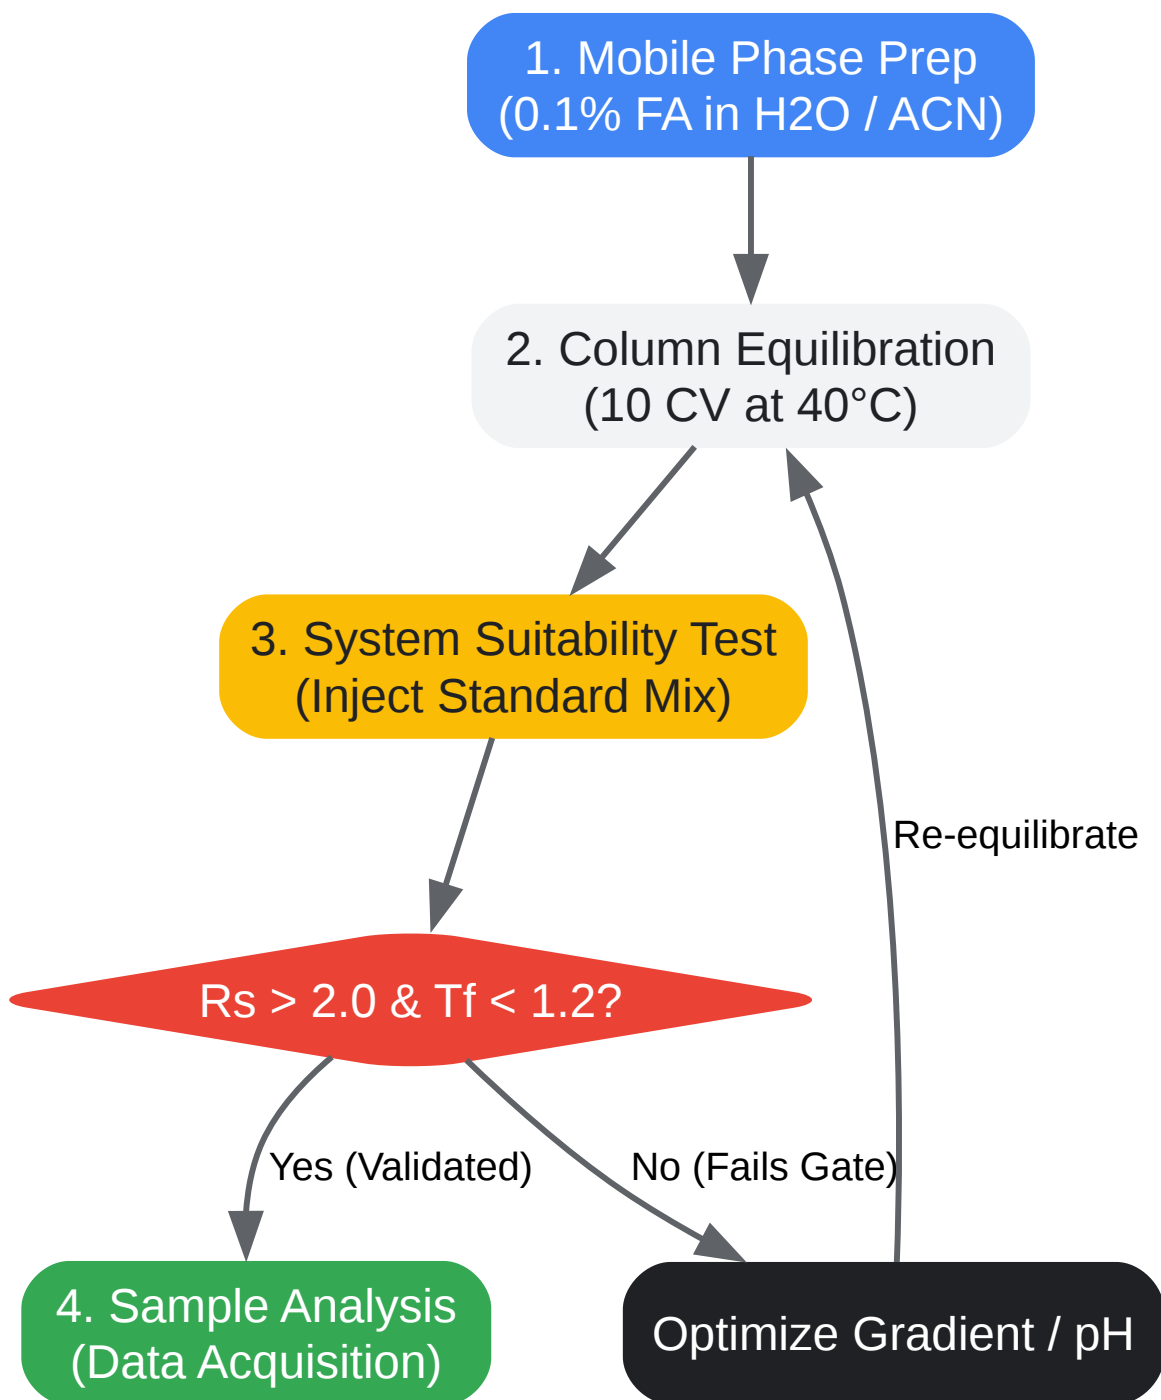 1. Mobile Phase Prep
(0.1% FA in H2O / ACN)
2. Column Equilibration
(10 CV at 40°C)
3. System Suitability Test
(Inject Standard Mix)
Re-equilibrate
Rs > 2.0 & Tf < 1.2?
Yes (Validated)
No (Fails Gate)
4. Sample Analysis
(Data Acquisition)
Optimize Gradient / pH